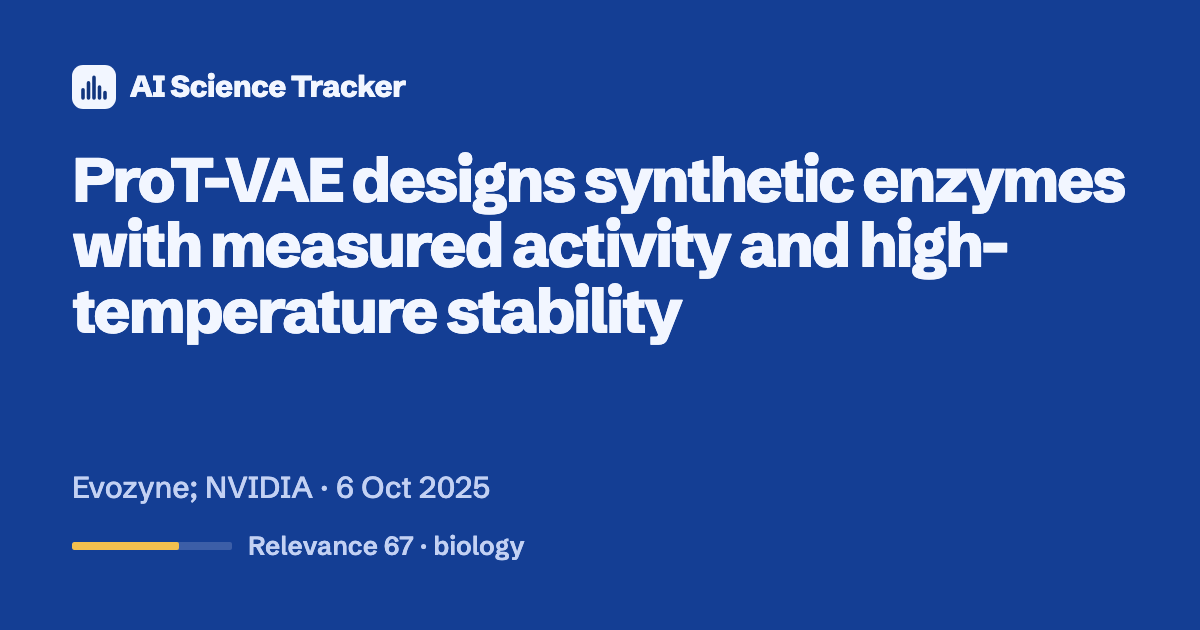 AI Science Tracker
ProT-VAE designs synthetic enzymes
with measured activity and high-
temperature stability
Evozyne; NVIDIA · 6 Oct 2025
Relevance 67 · biology